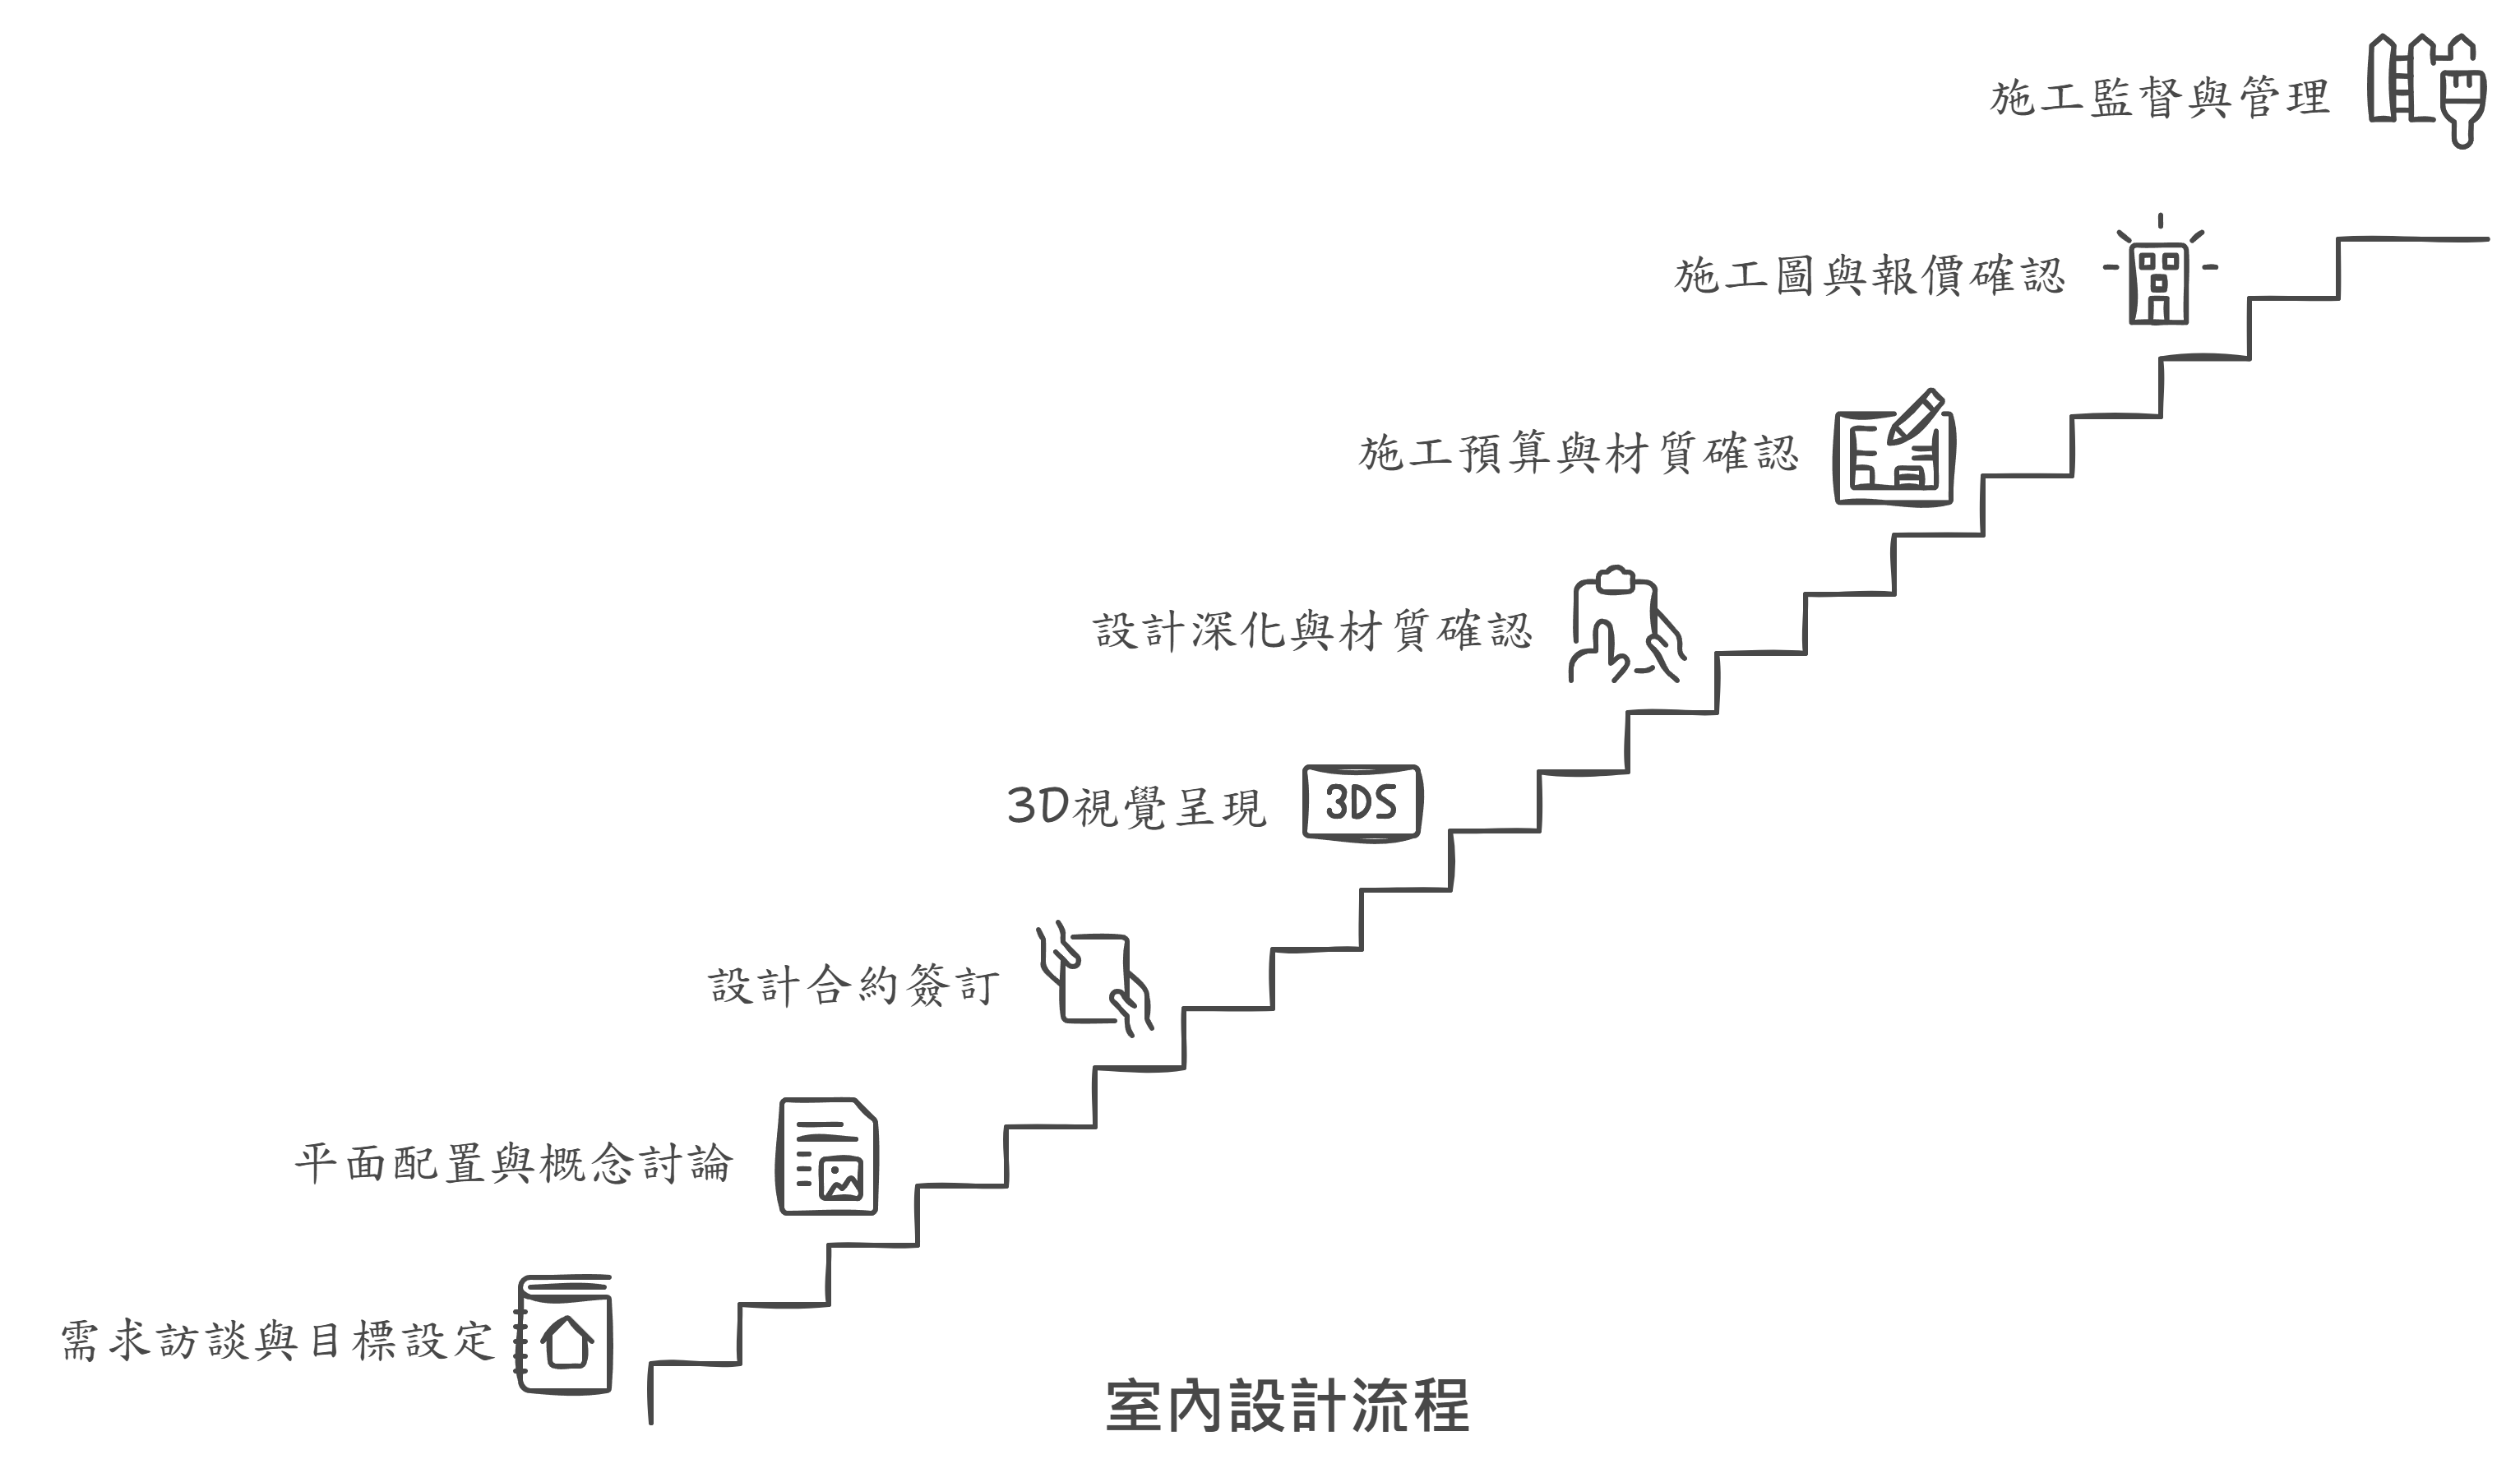 施工監督與管理
施工圖與報價確認
施工預算與材質確認
設計深化與材質確認
3D視覺呈現
3DS
設計合約簽訂
平面配置與概念討論
需求訪談與目標設定
室內設計流程